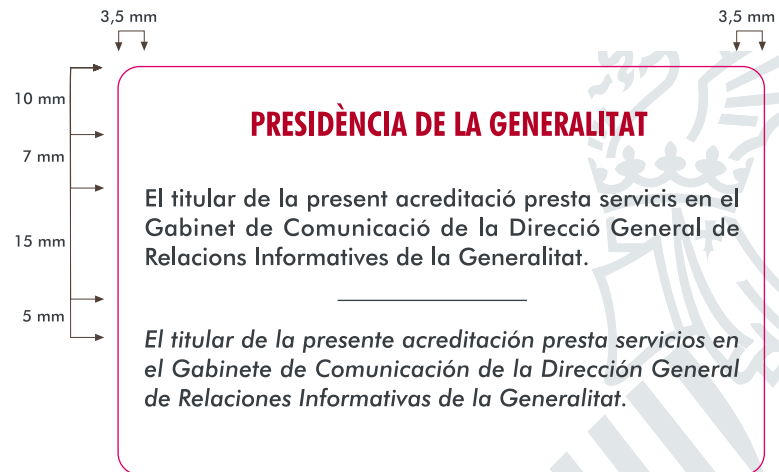 3,5 mm
3,5 mm
10 mm
7 mm
15 mm
5 mm
PRESIDÈNCIA DE LA GENERALITAT
El titular de la present acreditació presta servicis en el
Gabinet de Comunicació de la Direcció General de
Relacions Informatives de la Generalitat.
El titular de la presente acreditación presta servicios en
el Gabinete de Comunicación de la Dirección General
de Relaciones Informativas de la Generalitat.